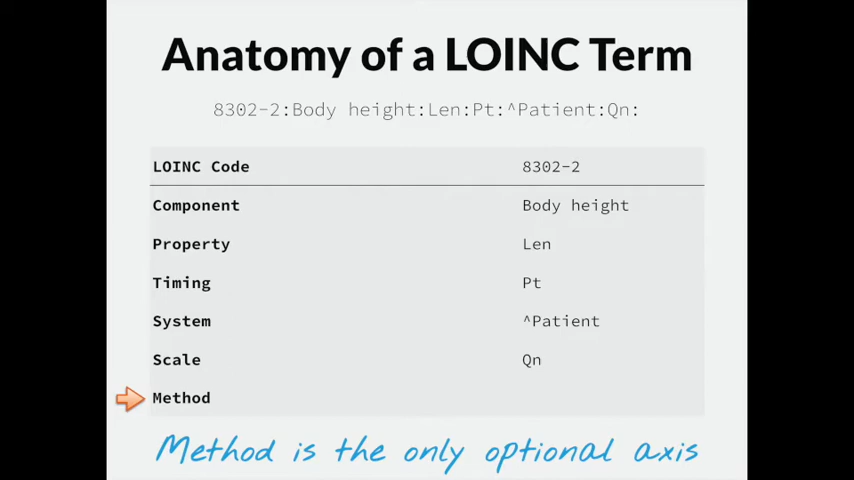 Anatomy of a LOINC Term
8302-2:Body height:Len:Pt:^Patient:Qn:
LOINC Code 8302-2
Component Body height
Property Len
Timing Pt
System ^Patient
Scale Qn
Method
Method is the only optional axis